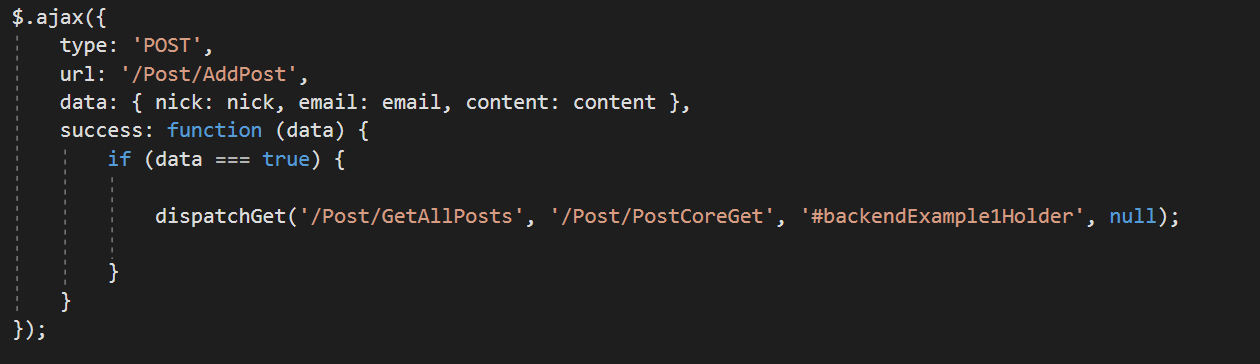 $.ajax({
    type: 'POST',
    url: '/Post/AddPost',
    data: { nick: nick, email: email, content: content },
    success: function (data) {
        if (data === true) {
            dispatchGet('/Post/GetAllPosts', '/Post/PostCoreGet', '#backendExample1Holder', null);
        }
    }
});